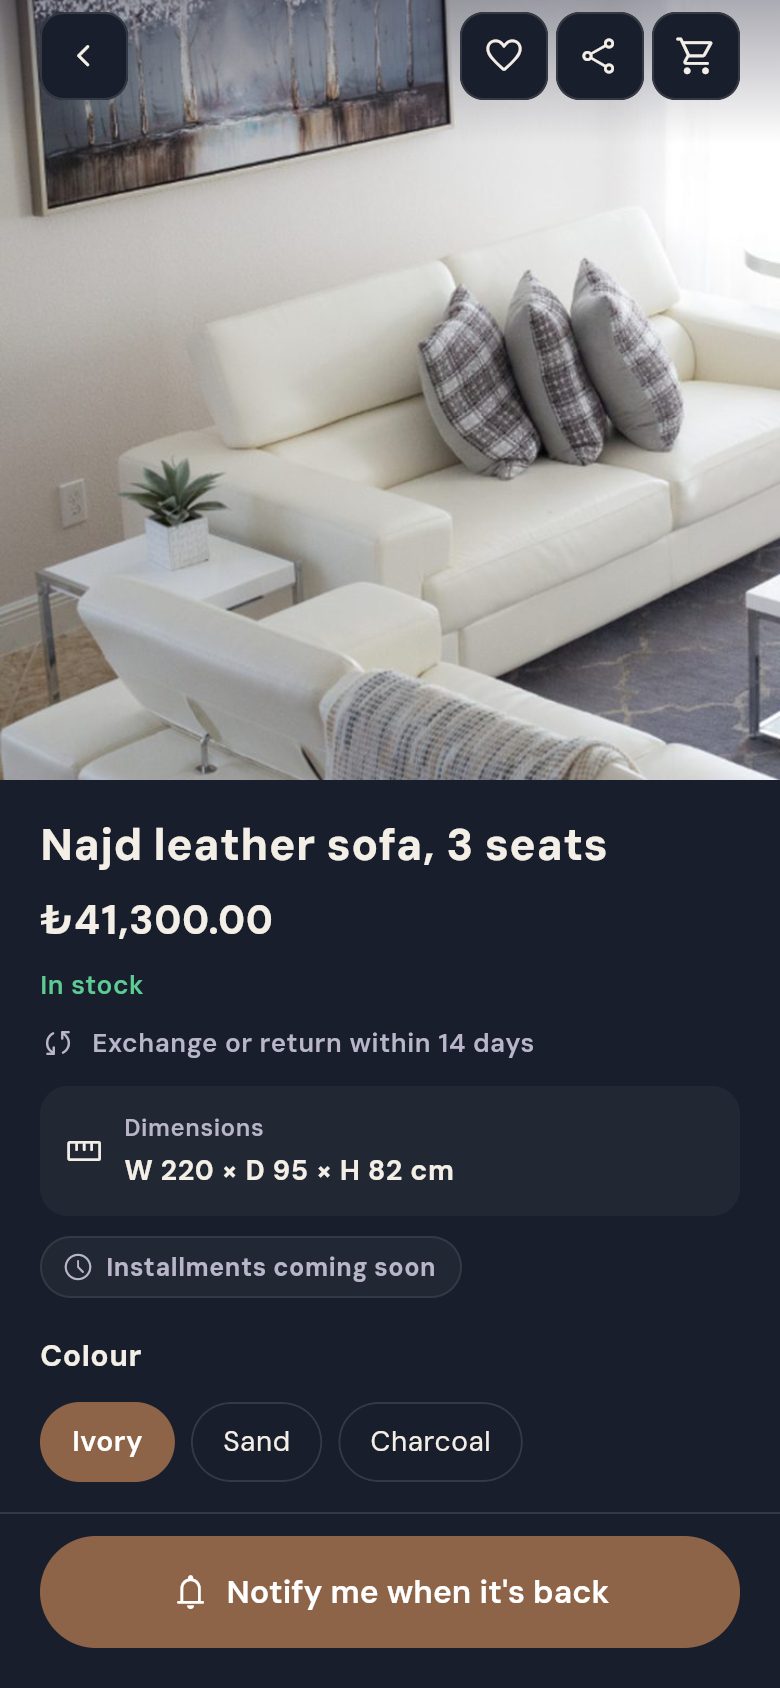 Najd leather sofa, 3 seats
₺41,300.00
In stock
Exchange or return within 14 days
Dimensions
W 220 × D 95 × H 82 cm
Installments coming soon
Colour
Ivory
Sand
Charcoal
Notify me when it's back